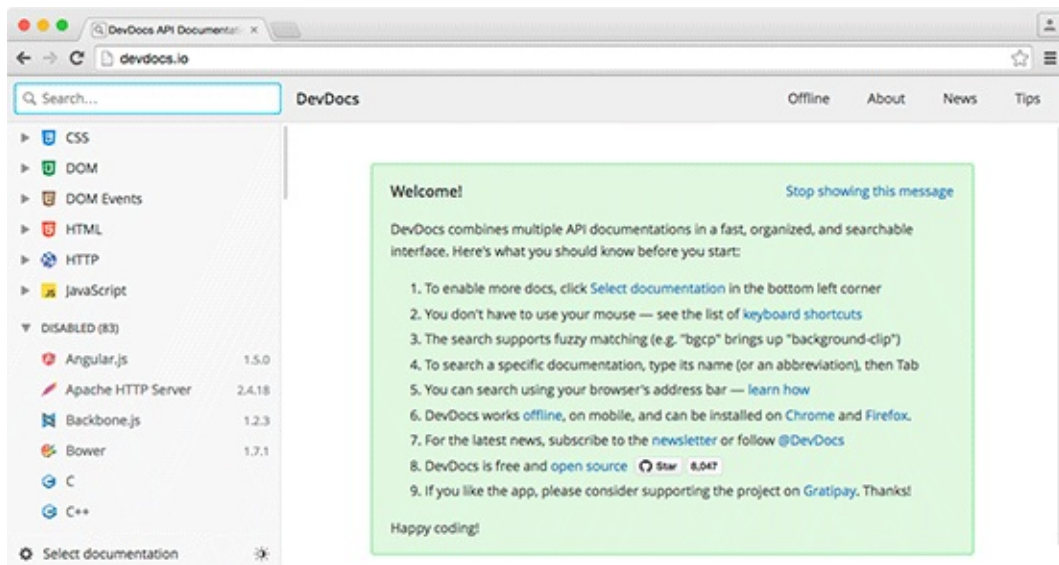 DevDocs API Documentati
devdocs.io
Search...
DevDocs
Offline
About
News
Tips
CSS
DOM
DOM Events
HTML
HTTP
JavaScript
DISABLED (83)
Angular.js 1.5.0
Apache HTTP Server 2.4.18
Backbone.js 1.2.3
Bower 1.7.1
C
C++
Select documentation
Welcome!
Stop showing this message
DevDocs combines multiple API documentations in a fast, organized, and searchable
interface. Here's what you should know before you start:
1. To enable more docs, click Select documentation in the bottom left corner
2. You don't have to use your mouse — see the list of keyboard shortcuts
3. The search supports fuzzy matching (e.g. "bgcp" brings up "background-clip")
4. To search a specific documentation, type its name (or an abbreviation), then Tab
5. You can search using your browser's address bar — learn how
6. DevDocs works offline, on mobile, and can be installed on Chrome and Firefox.
7. For the latest news, subscribe to the newsletter or follow @DevDocs
8. DevDocs is free and open source Star 8,047
9. If you like the app, please consider supporting the project on Gratipay. Thanks!
Happy coding!